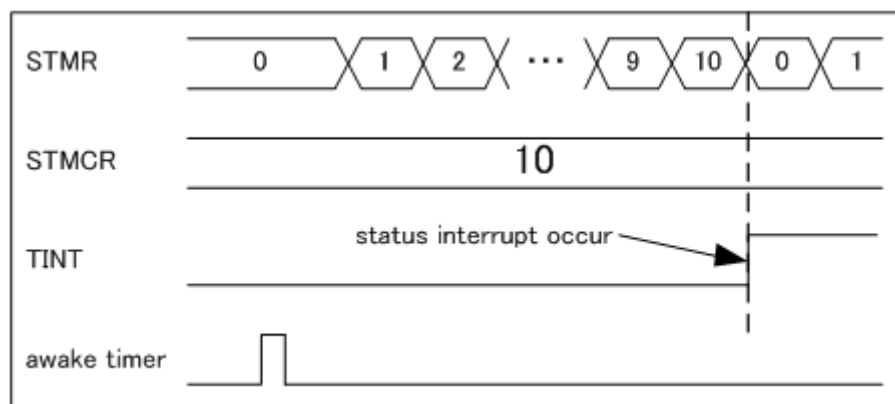 STMR 0 1 2 ... 9 10 0 1
STMCR 10
status interrupt occur
TINT
awake timer